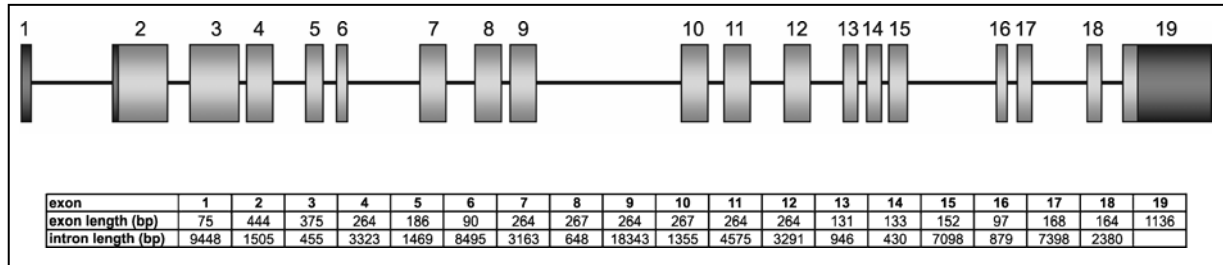 1 2 3 4 5 6 7 8 9 10 11 12 13 14 15 16 17 18 19
exon 1 2 3 4 5 6 7 8 9 10 11 12 13 14 15 16 17 18 19
exon length (bp) 75 444 375 264 186 90 264 267 264 267 264 264 131 133 152 97 168 164 1136
intron length (bp) 9448 1505 455 3323 1469 8495 3163 648 18343 1355 4575 3291 946 430 7098 879 7398 2380